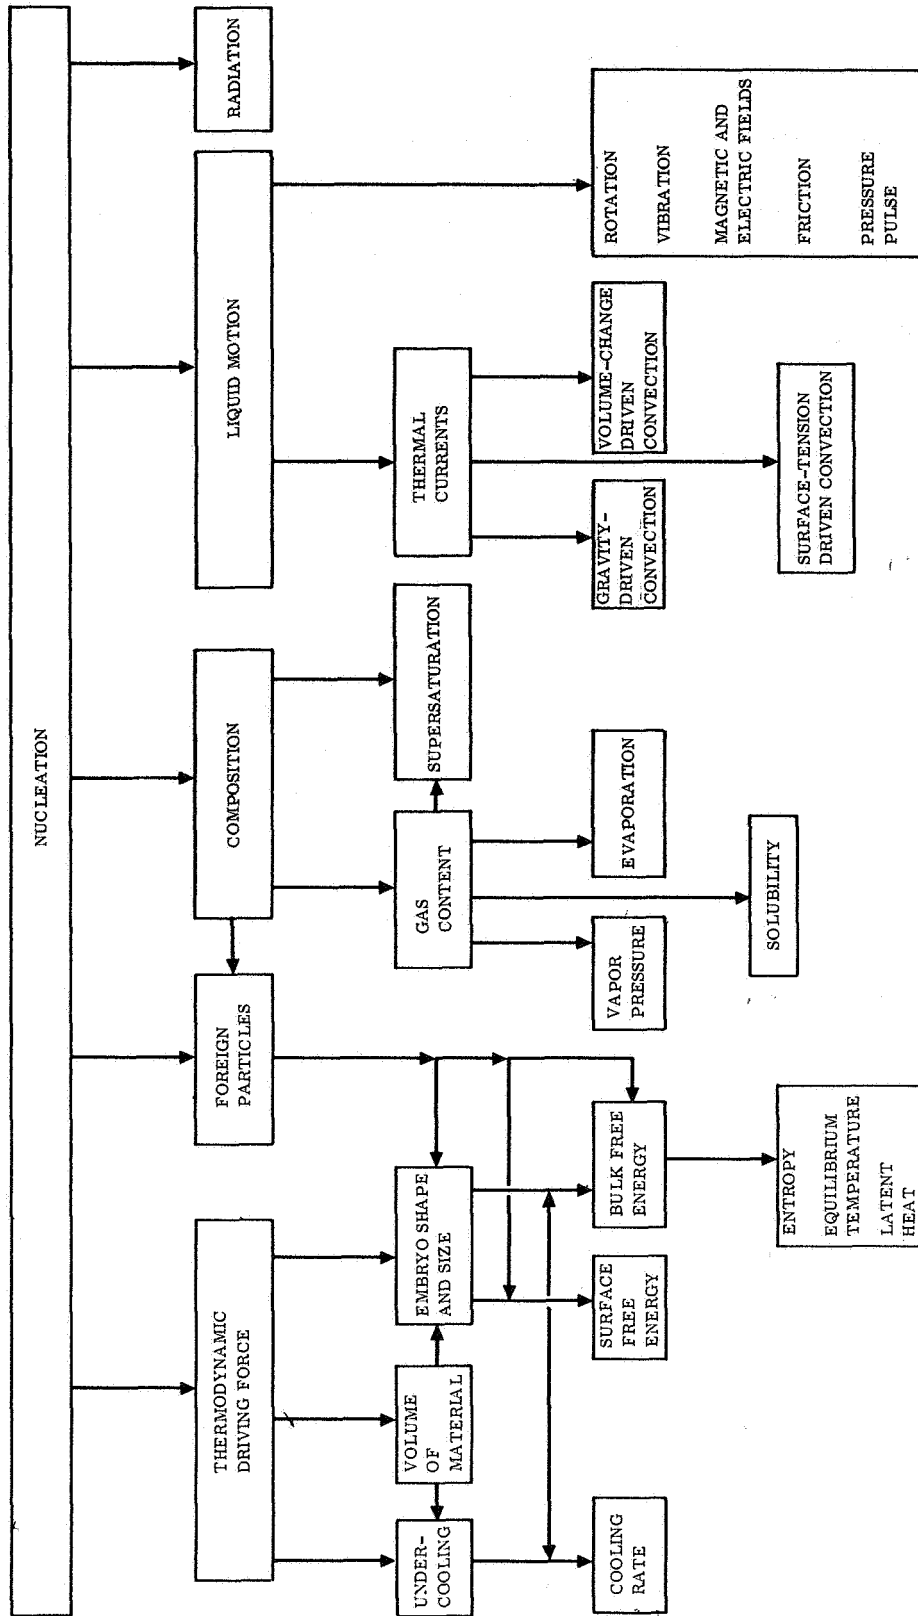 NUCLEATION
THERMODYNAMIC
DRIVING FORCE
FOREIGN
PARTICLES
COMPOSITION
LIQUID MOTION
RADIATION
UNDER-
COOLING
VOLUME
OF
MATERIAL
EMBRYO SHAPE
AND SIZE
GAS
CONTENT
SUPERSATURATION
THERMAL
CURRENTS
COOLING
RATE
SURFACE
FREE
ENERGY
BULK FREE
ENERGY
VAPOR
PRESSURE
EVAPORATION
GRAVITY-
DRIVEN
CONVECTION
VOLUME-CHANGE
DRIVEN
CONVECTION
ROTATION
VIBRATION
MAGNETIC AND
ELECTRIC FIELDS
FRICTION
PRESSURE
PULSE
ENTROPY
EQUILIBRIUM
TEMPERATURE
LATENT
HEAT
SOLUBILITY
SURFACE-TENSION
DRIVEN CONVECTION